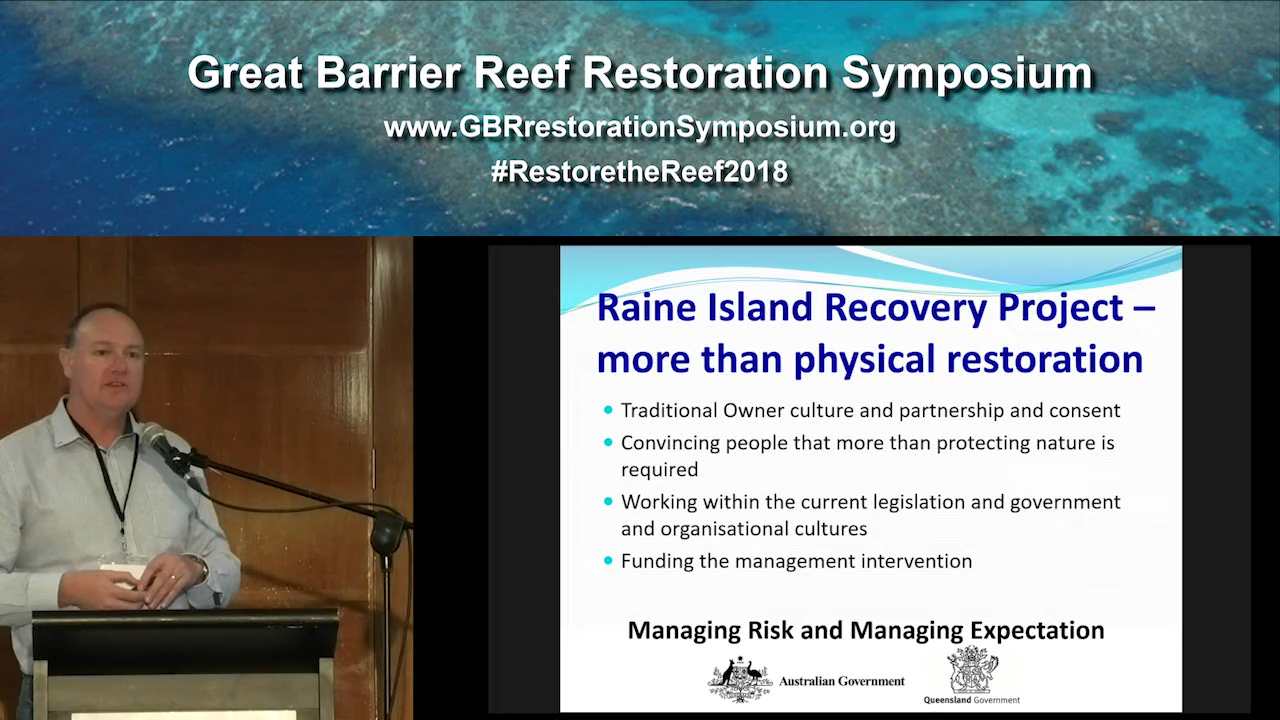 Great Barrier Reef Restoration Symposium
www.GBRrestorationSymposium.org
#RestoretheReef2018
Raine Island Recovery Project –
more than physical restoration
Traditional Owner culture and partnership and consent
Convincing people that more than protecting nature is
required
Working within the current legislation and government
and organisational cultures
Funding the management intervention
Managing Risk and Managing Expectation
Australian Government
Queensland Government